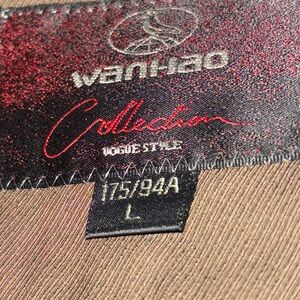 WanHao
Collection
VOGUE STYLE
175/94A
L